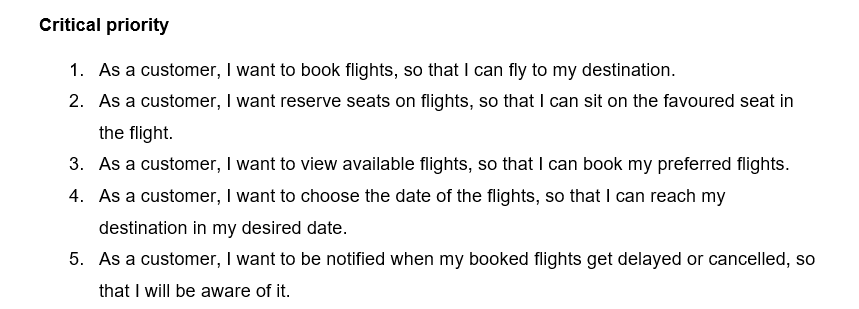 Critical priority
1. As a customer, I want to book flights, so that I can fly to my destination.
2. As a customer, I want reserve seats on flights, so that I can sit on the favoured seat in
the flight.
3. As a customer, I want to view available flights, so that I can book my preferred flights.
4. As a customer, I want to choose the date of the flights, so that I can reach my
destination in my desired date.
5. As a customer, I want to be notified when my booked flights get delayed or cancelled, so
that I will be aware of it.